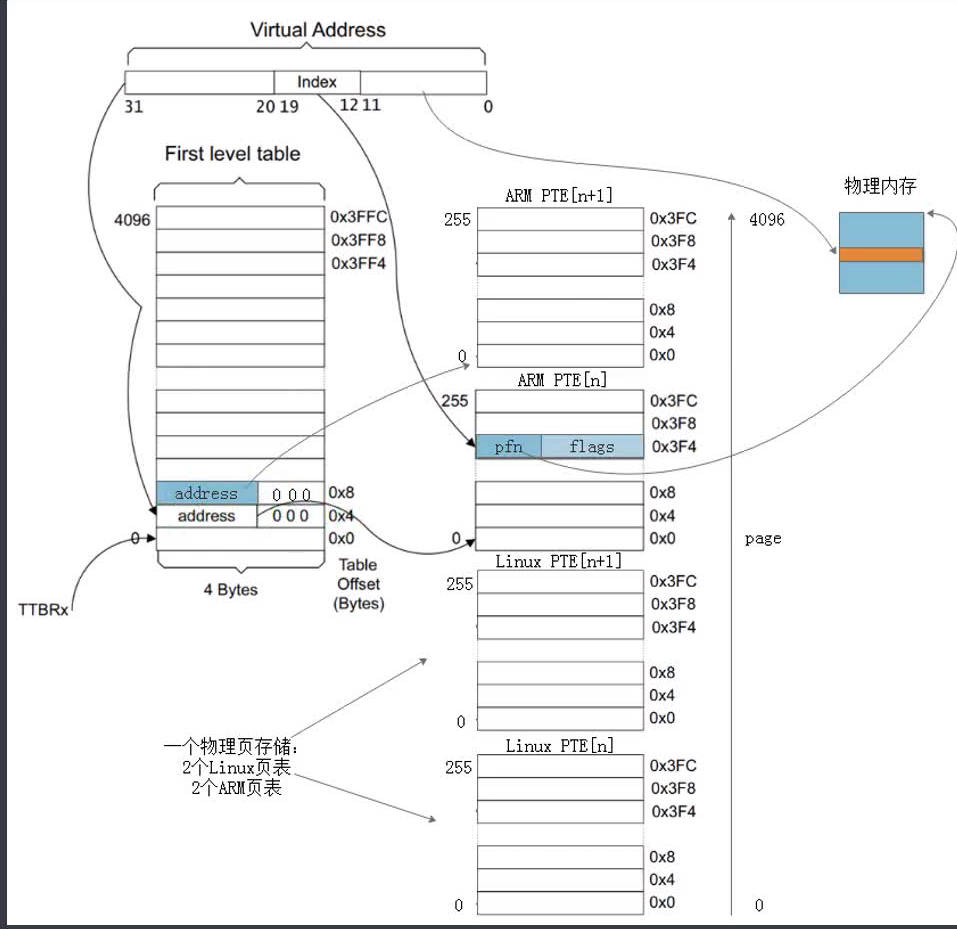 Virtual Address
Index
31
20 19
12 11
0
First level table
4096
0x3FFC
0x3FF8
0x3FF4
address
0 0 0
0x8
address
0 0 0
0x4
0
0x0
4 Bytes
Table
Offset
(Bytes)
TTBRx
ARM PTE[n+1]
255
0x3FC
0x3F8
0x3F4
0x8
0x4
0
0x0
ARM PTE[n]
255
0x3FC
0x3F8
pfn
flags
0x3F4
0x8
0x4
0
0x0
Linux PTE[n+1]
255
0x3FC
0x3F8
0x3F4
0x8
0x4
0
0x0
Linux PTE[n]
255
0x3FC
0x3F8
0x3F4
0x8
0x4
0
0x0
一个物理页存储:
2个Linux页表
2个ARM页表
4096
page
0
物理内存